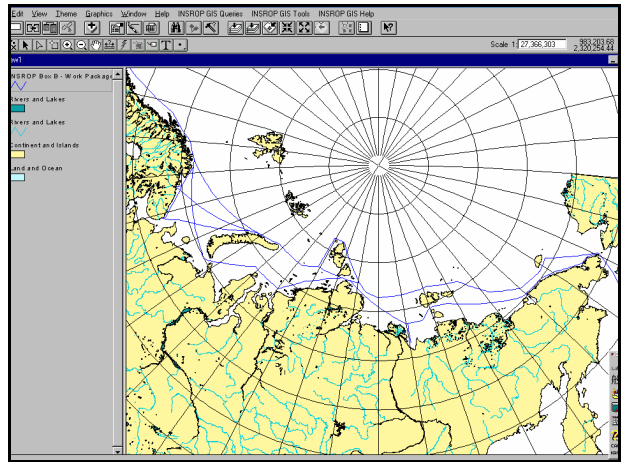 Edit View Theme Graphics Window Help INSROP GIS Queries INSROP GIS Tools INSROP GIS Help
Scale 1: 27,366,303
983,203.68
2,320,254.44
ew1
INSROP Box B - Work Package
Rivers and Lakes
Rivers and Lakes
Continent and Islands
Land and Ocean